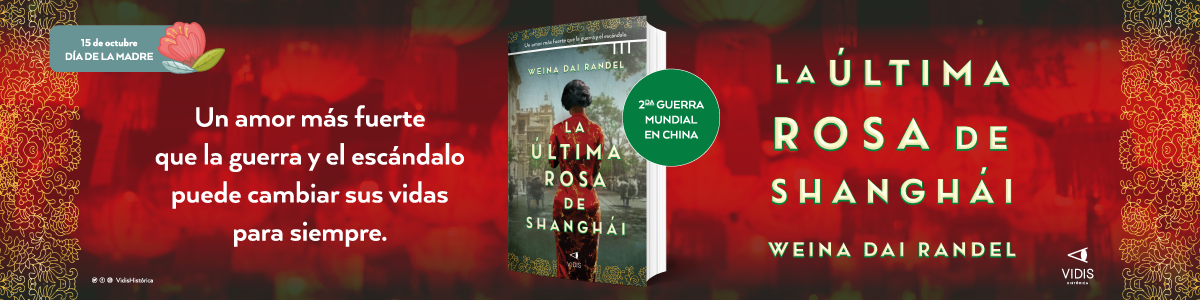 15 de octubre
DÍA DE LA MADRE
Un amor más fuerte
que la guerra y el escándalo
puede cambiar sus vidas
para siempre.
VidisHistórica
Un amor más fuerte que la guerra y el escándalo.
WEINA DAI RANDEL
LA
ÚLTIMA
ROSA
DE
SHANGHÁI
VIDIS
2DA GUERRA
MUNDIAL
EN CHINA
LA ÚLTIMA
ROSA DE
SHANGHÁI
WEINA DAI RANDEL
VIDIS
HISTÓRICA